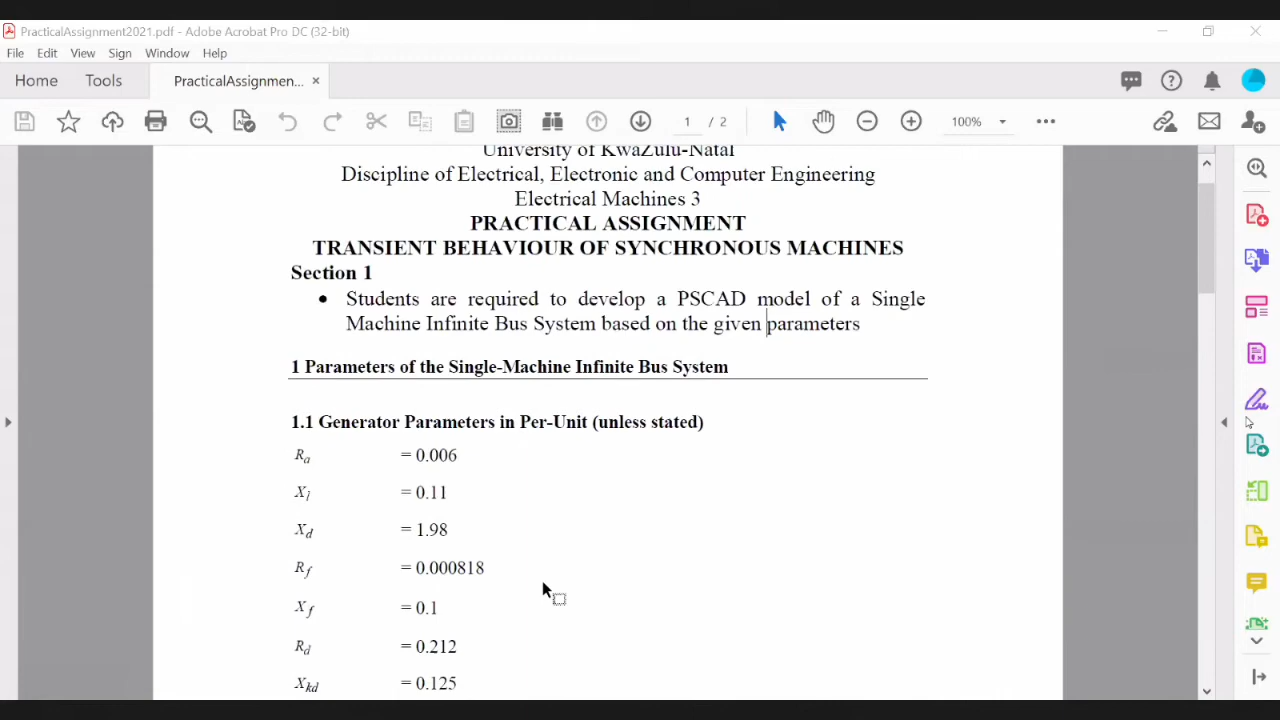 PracticalAssignment2021.pdf - Adobe Acrobat Pro DC (32-bit)
File Edit View Sign Window Help
Home Tools PracticalAssignmen... ×
1 / 2 100%
University of KwaZulu-Natal
Discipline of Electrical, Electronic and Computer Engineering
Electrical Machines 3
PRACTICAL ASSIGNMENT
TRANSIENT BEHAVIOUR OF SYNCHRONOUS MACHINES
Section 1
• Students are required to develop a PSCAD model of a Single
Machine Infinite Bus System based on the given parameters
1 Parameters of the Single-Machine Infinite Bus System
1.1 Generator Parameters in Per-Unit (unless stated)
Ra = 0.006
Xl = 0.11
Xd = 1.98
Rf = 0.000818
Xf = 0.1
Rd = 0.212
Xkd = 0.125